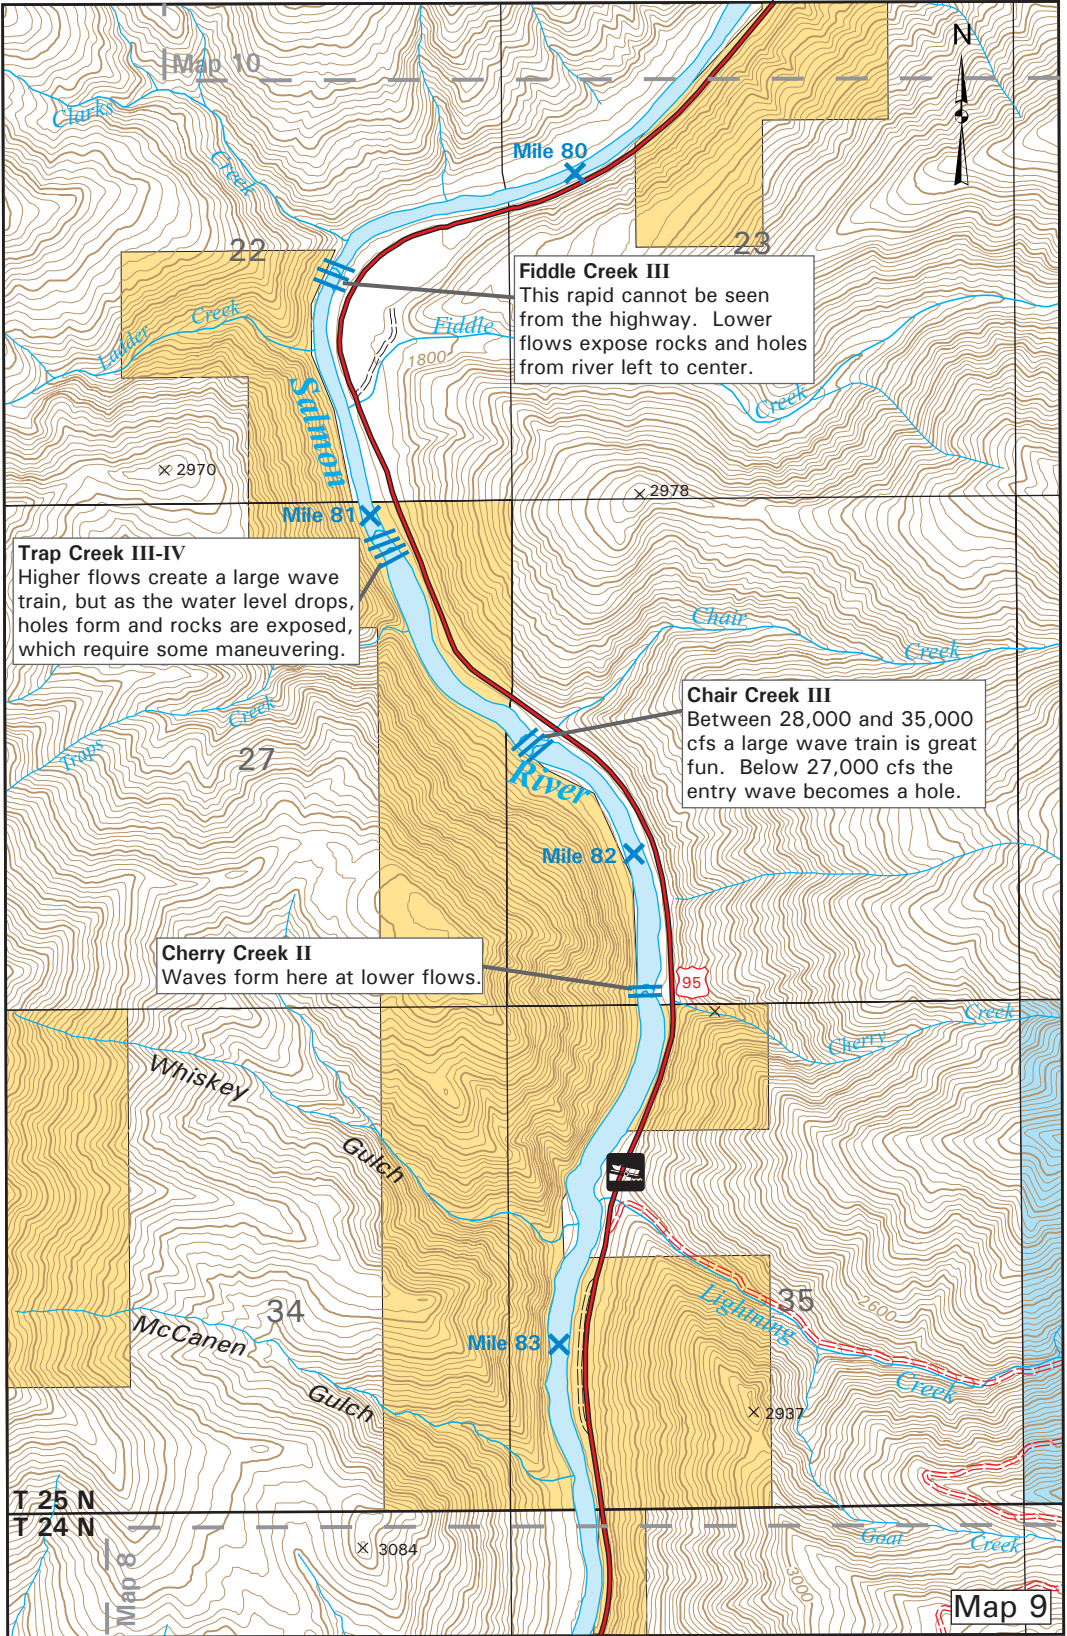 Map 10
N
Clarks
Creek
Mile 80
22
23
Fiddle Creek III
This rapid cannot be seen
from the highway. Lower
flows expose rocks and holes
from river left to center.
Ladder
Creek
Fiddle
1800
Creek
Salmon
2970
2978
Mile 81
Trap Creek III-IV
Higher flows create a large wave
train, but as the water level drops,
holes form and rocks are exposed,
which require some maneuvering.
Chair
Creek
Chair Creek III
Between 28,000 and 35,000
cfs a large wave train is great
fun. Below 27,000 cfs the
entry wave becomes a hole.
Traps
Creek
27
River
Mile 82
Cherry Creek II
Waves form here at lower flows.
95
Cherry
Creek
Whiskey
Gulch
34
35
2600
Lightning
Creek
McCanen
Gulch
Mile 83
2937
T 25 N
T 24 N
Goat
Creek
3084
3000
Map 8
Map 9